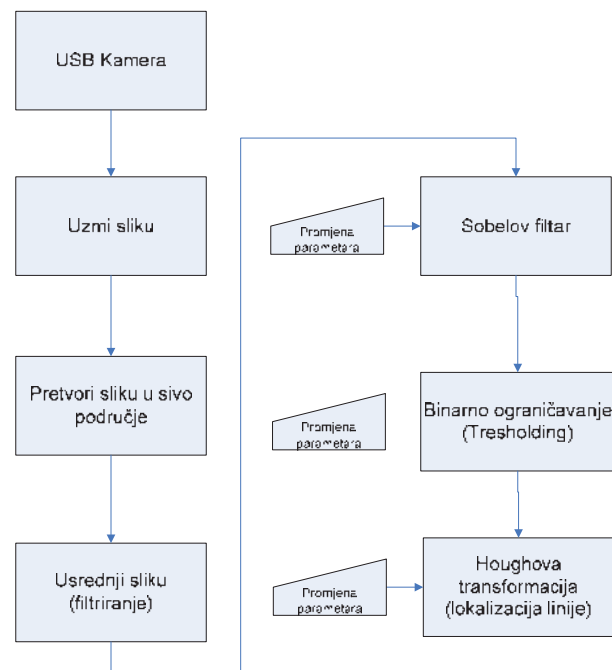 USB Kamera
Uzmi sliku
Pretvori sliku u sivo
područje
Usrednji sliku
(filtriranje)
Promjena
parametara
Sobelov filtar
Promjena
parametara
Binarno ograničavanje
(Tresholding)
Promjena
parametara
Houghova
transformacija
(lokalizacija linije)